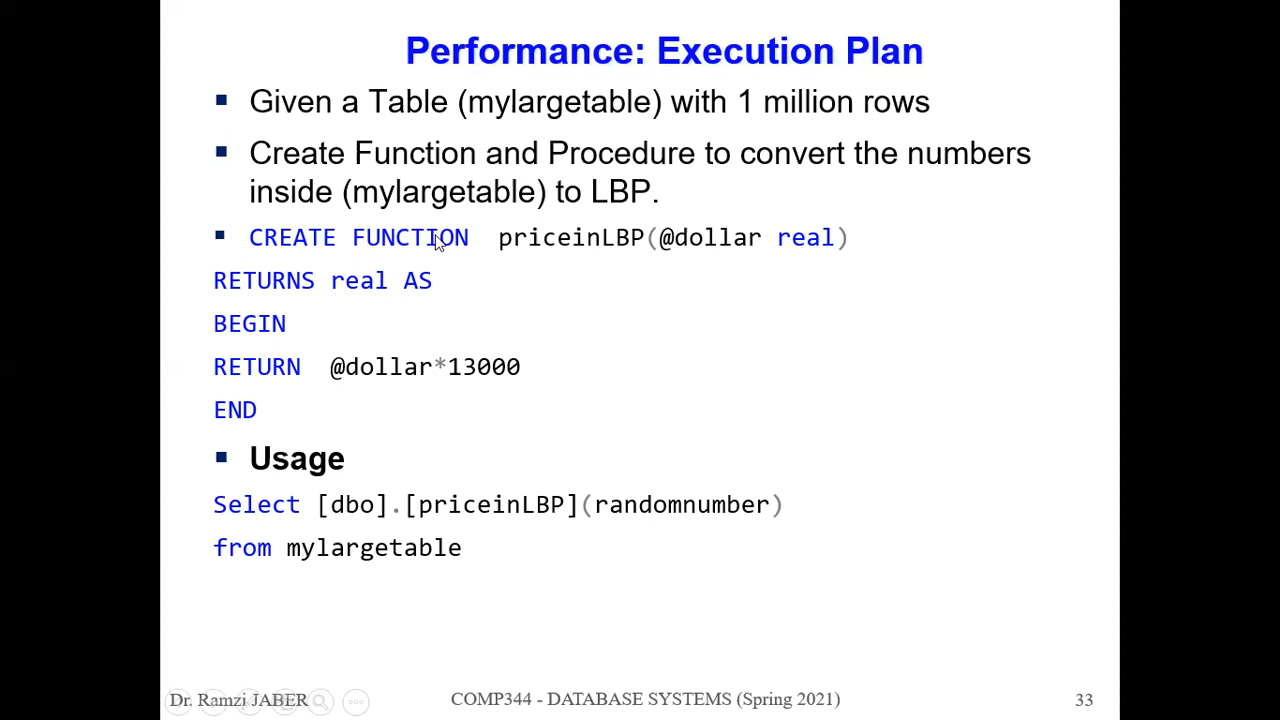 Performance: Execution Plan
▪ Given a Table (mylargetable) with 1 million rows
▪ Create Function and Procedure to convert the numbers
inside (mylargetable) to LBP.
▪ CREATE FUNCTION priceinLBP(@dollar real)
RETURNS real AS
BEGIN
RETURN @dollar*13000
END
▪ Usage
Select [dbo].[priceinLBP](randomnumber)
from mylargetable
Dr. Ramzi JABER
COMP344 - DATABASE SYSTEMS (Spring 2021)
33